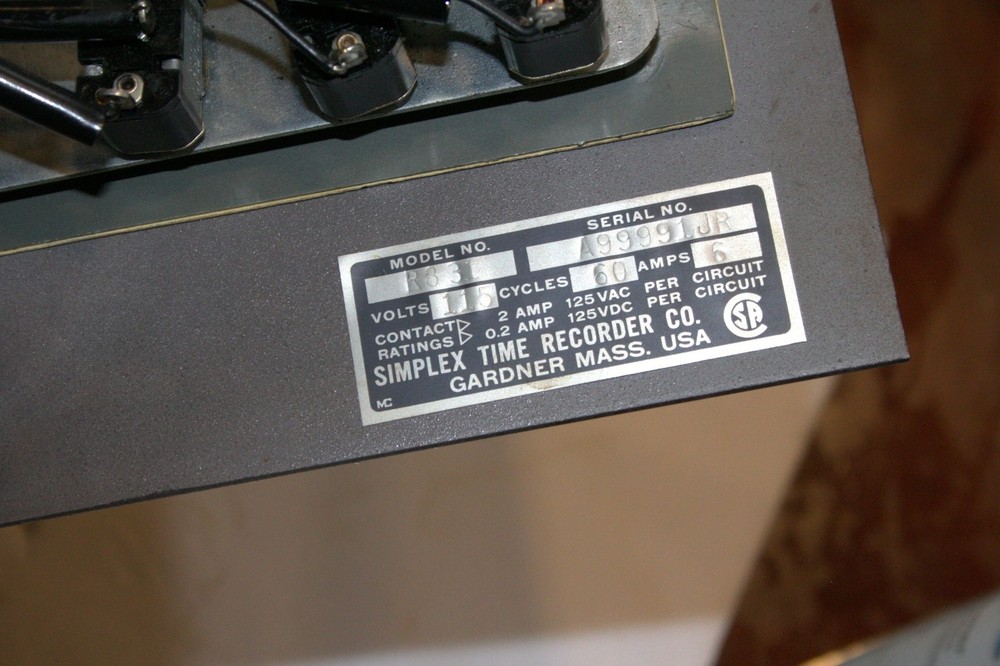 MODEL NO. SERIAL NO.
R831 A99991JR
VOLTS 115 CYCLES 60 AMPS 6
CONTACT RATINGS
2 AMP 125VAC PER CIRCUIT
0.2 AMP 125VDC PER CIRCUIT
SIMPLEX TIME RECORDER CO.
GARDNER MASS. USA
MC
SA